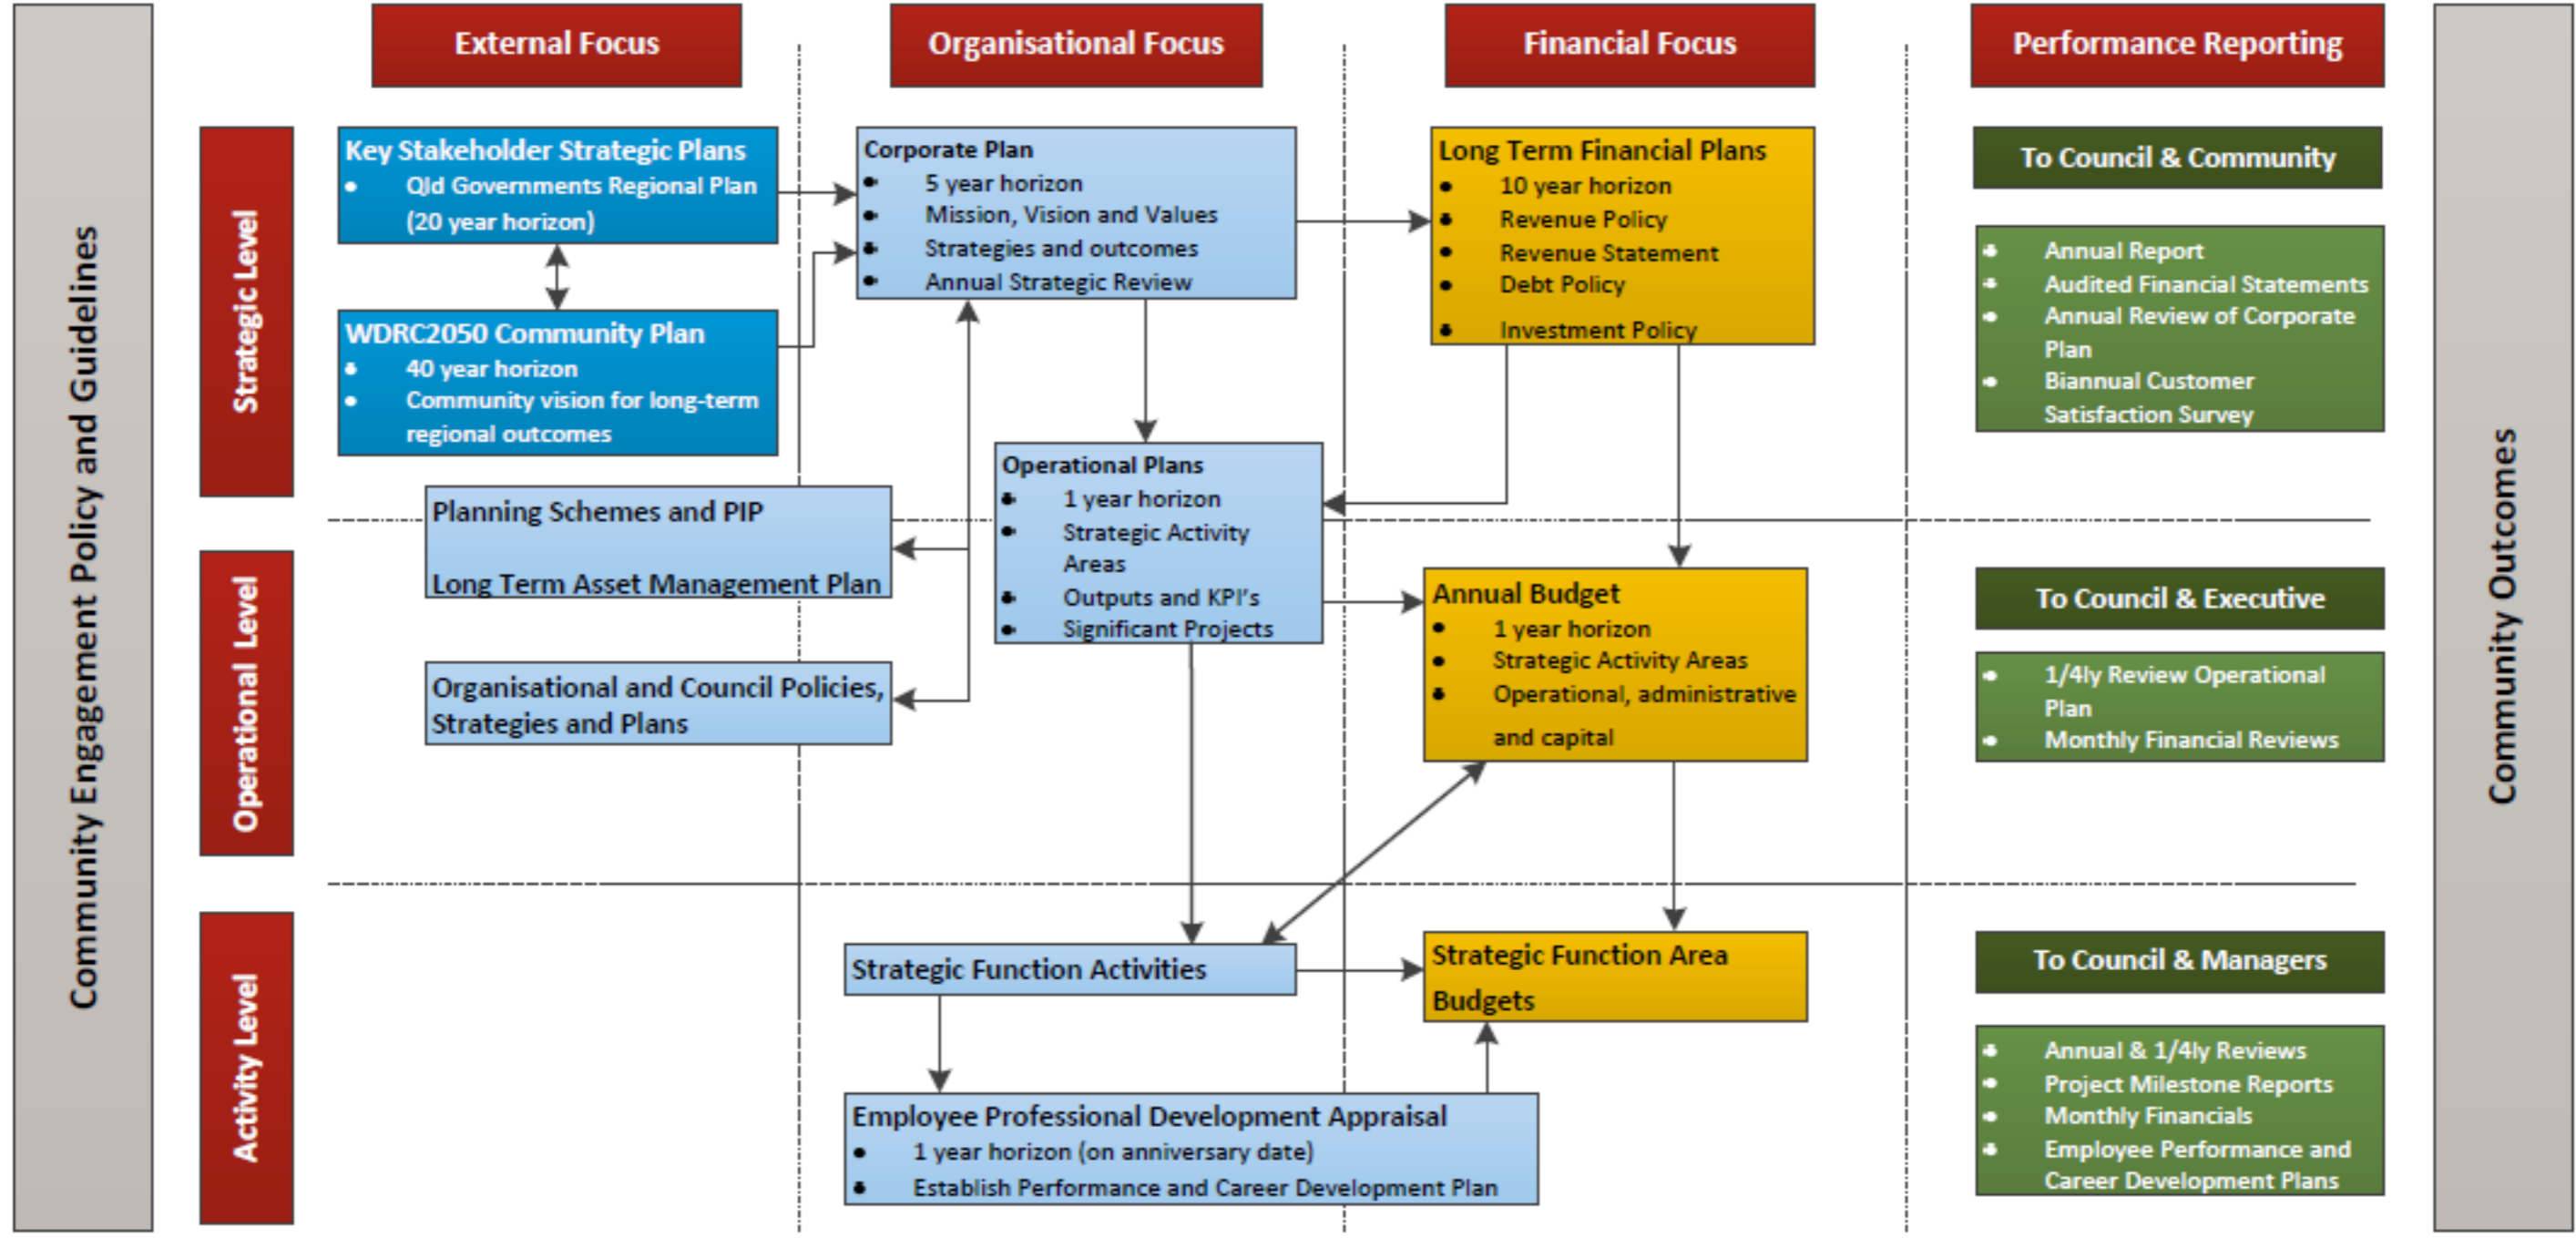 Community Engagement Policy and Guidelines
External Focus
Organisational Focus
Financial Focus
Performance Reporting
Strategic Level
Key Stakeholder Strategic Plans
Qld Governments Regional Plan
(20 year horizon)
WDRC2050 Community Plan
40 year horizon
Community vision for long-term
regional outcomes
Corporate Plan
5 year horizon
Mission, Vision and Values
Strategies and outcomes
Annual Strategic Review
Long Term Financial Plans
10 year horizon
Revenue Policy
Revenue Statement
Debt Policy
Investment Policy
To Council & Community
Annual Report
Audited Financial Statements
Annual Review of Corporate
Plan
Biannual Customer
Satisfaction Survey
Operational Level
Planning Schemes and PIP
Long Term Asset Management Plan
Organisational and Council Policies,
Strategies and Plans
Operational Plans
1 year horizon
Strategic Activity
Areas
Outputs and KPI's
Significant Projects
Annual Budget
1 year horizon
Strategic Activity Areas
Operational, administrative
and capital
To Council & Executive
1/4ly Review Operational
Plan
Monthly Financial Reviews
Activity Level
Strategic Function Activities
Strategic Function Area
Budgets
Employee Professional Development Appraisal
1 year horizon (on anniversary date)
Establish Performance and Career Development Plan
To Council & Managers
Annual & 1/4ly Reviews
Project Milestone Reports
Monthly Financials
Employee Performance and
Career Development Plans
Community Outcomes